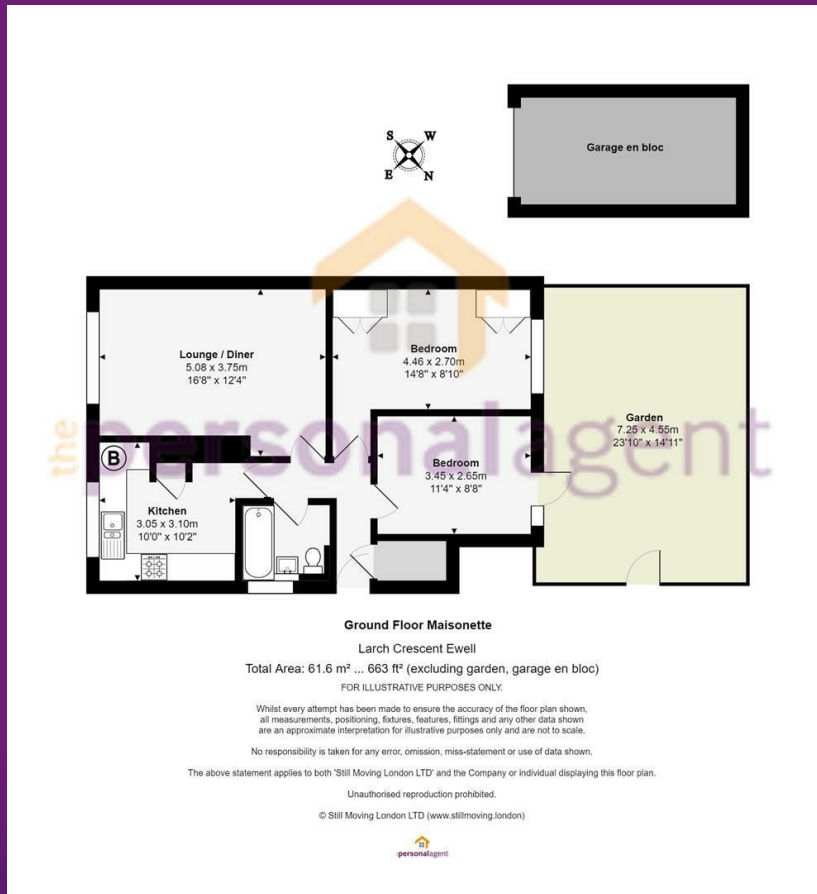 Garage en bloc
S W
E N
Lounge / Diner
5.08 x 3.75m
16'8" x 12'4"
Bedroom
4.46 x 2.70m
14'8" x 8'10"
Garden
7.25 x 4.55m
23'10" x 14'11"
the personalagent
B
Bedroom
3.45 x 2.65m
11'4" x 8'8"
Kitchen
3.05 x 3.10m
10'0" x 10'2"
Ground Floor Maisonette
Larch Crescent Ewell
Total Area: 61.6 m² ... 663 ft² (excluding garden, garage en bloc)
FOR ILLUSTRATIVE PURPOSES ONLY.
Whilst every attempt has been made to ensure the accuracy of the floor plan shown,
all measurements, positioning, fixtures, features, fittings and any other data shown
are an approximate interpretation for illustrative purposes only and are not to scale.
No responsibility is taken for any error, omission, miss-statement or use of data shown.
The above statement applies to both 'Still Moving London LTD' and the Company or individual displaying this floor plan.
Unauthorised reproduction prohibited.
© Still Moving London LTD (www.stillmoving.london)
personalagent